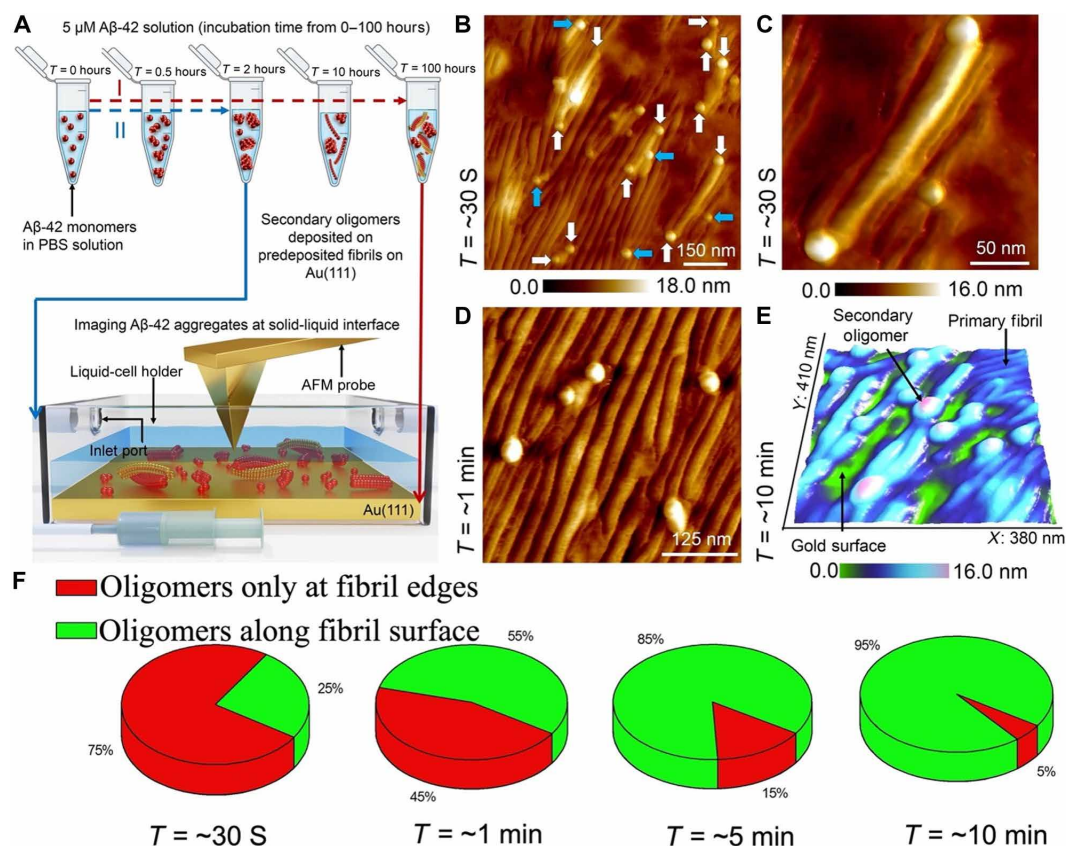 A
5 µM Aβ-42 solution (incubation time from 0–100 hours)
T = 0 hours
T = 0.5 hours
T = 2 hours
T = 10 hours
T = 100 hours
I
II
Aβ-42 monomers
in PBS solution
Secondary oligomers
deposited on
predeposited fibrils on
Au(111)
Imaging Aβ-42 aggregates at solid-liquid interface
Liquid-cell holder
AFM probe
Inlet port
Au(111)
B
T = ~30 S
150 nm
0.0
18.0 nm
C
T = ~30 S
50 nm
0.0
16.0 nm
D
T = ~1 min
125 nm
E
T = ~10 min
Secondary
oligomer
Primary fibril
Y: 410 nm
X: 380 nm
Gold surface
0.0
16.0 nm
F
Oligomers only at fibril edges
Oligomers along fibril surface
75%
25%
T = ~30 S
55%
45%
T = ~1 min
85%
15%
T = ~5 min
95%
5%
T = ~10 min